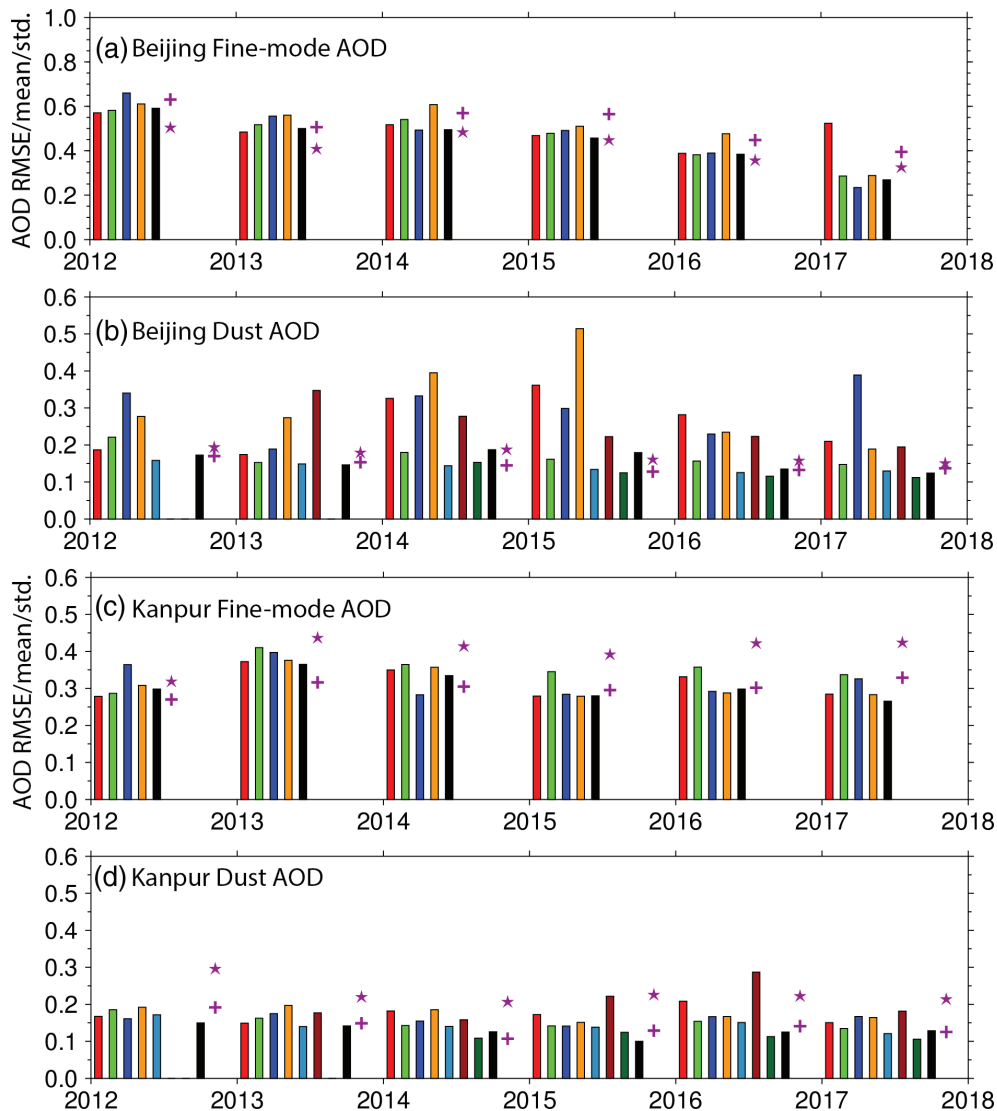 AOD RMSE/mean/std.
1.0
(a) Beijing Fine-mode AOD
0.8
0.6
0.4
0.2
0.0
2012 2013 2014 2015 2016 2017 2018
0.6
(b) Beijing Dust AOD
0.5
0.4
0.3
0.2
0.1
0.0
2012 2013 2014 2015 2016 2017 2018
AOD RMSE/mean/std.
0.6
(c) Kanpur Fine-mode AOD
0.5
0.4
0.3
0.2
0.1
0.0
2012 2013 2014 2015 2016 2017 2018
0.6
(d) Kanpur Dust AOD
0.5
0.4
0.3
0.2
0.1
0.0
2012 2013 2014 2015 2016 2017 2018